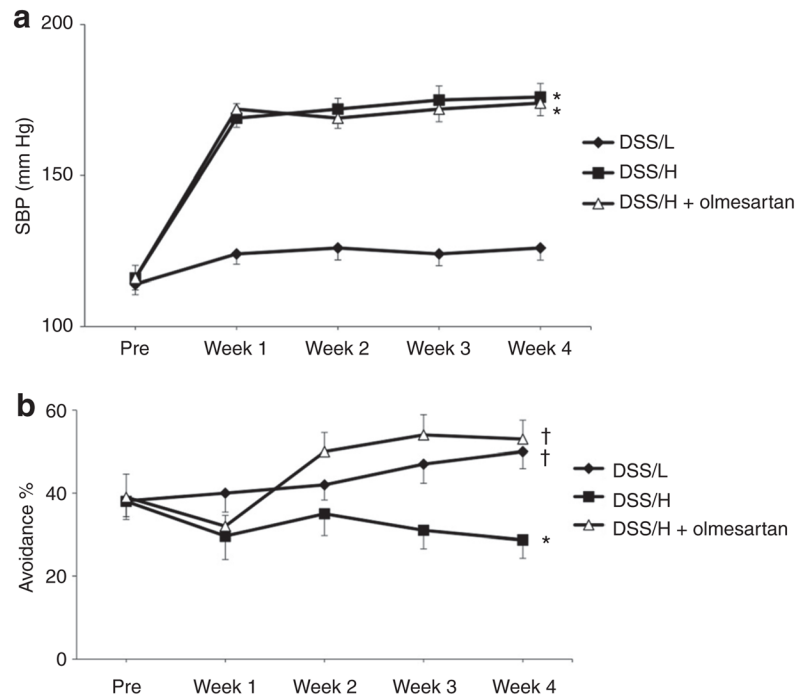 a
200
150
100
SBP (mm Hg)
*
*
DSS/L
DSS/H
DSS/H + olmesartan
Pre Week 1 Week 2 Week 3 Week 4
b
60
40
20
0
Avoidance %
†
†
*
DSS/L
DSS/H
DSS/H + olmesartan
Pre Week 1 Week 2 Week 3 Week 4